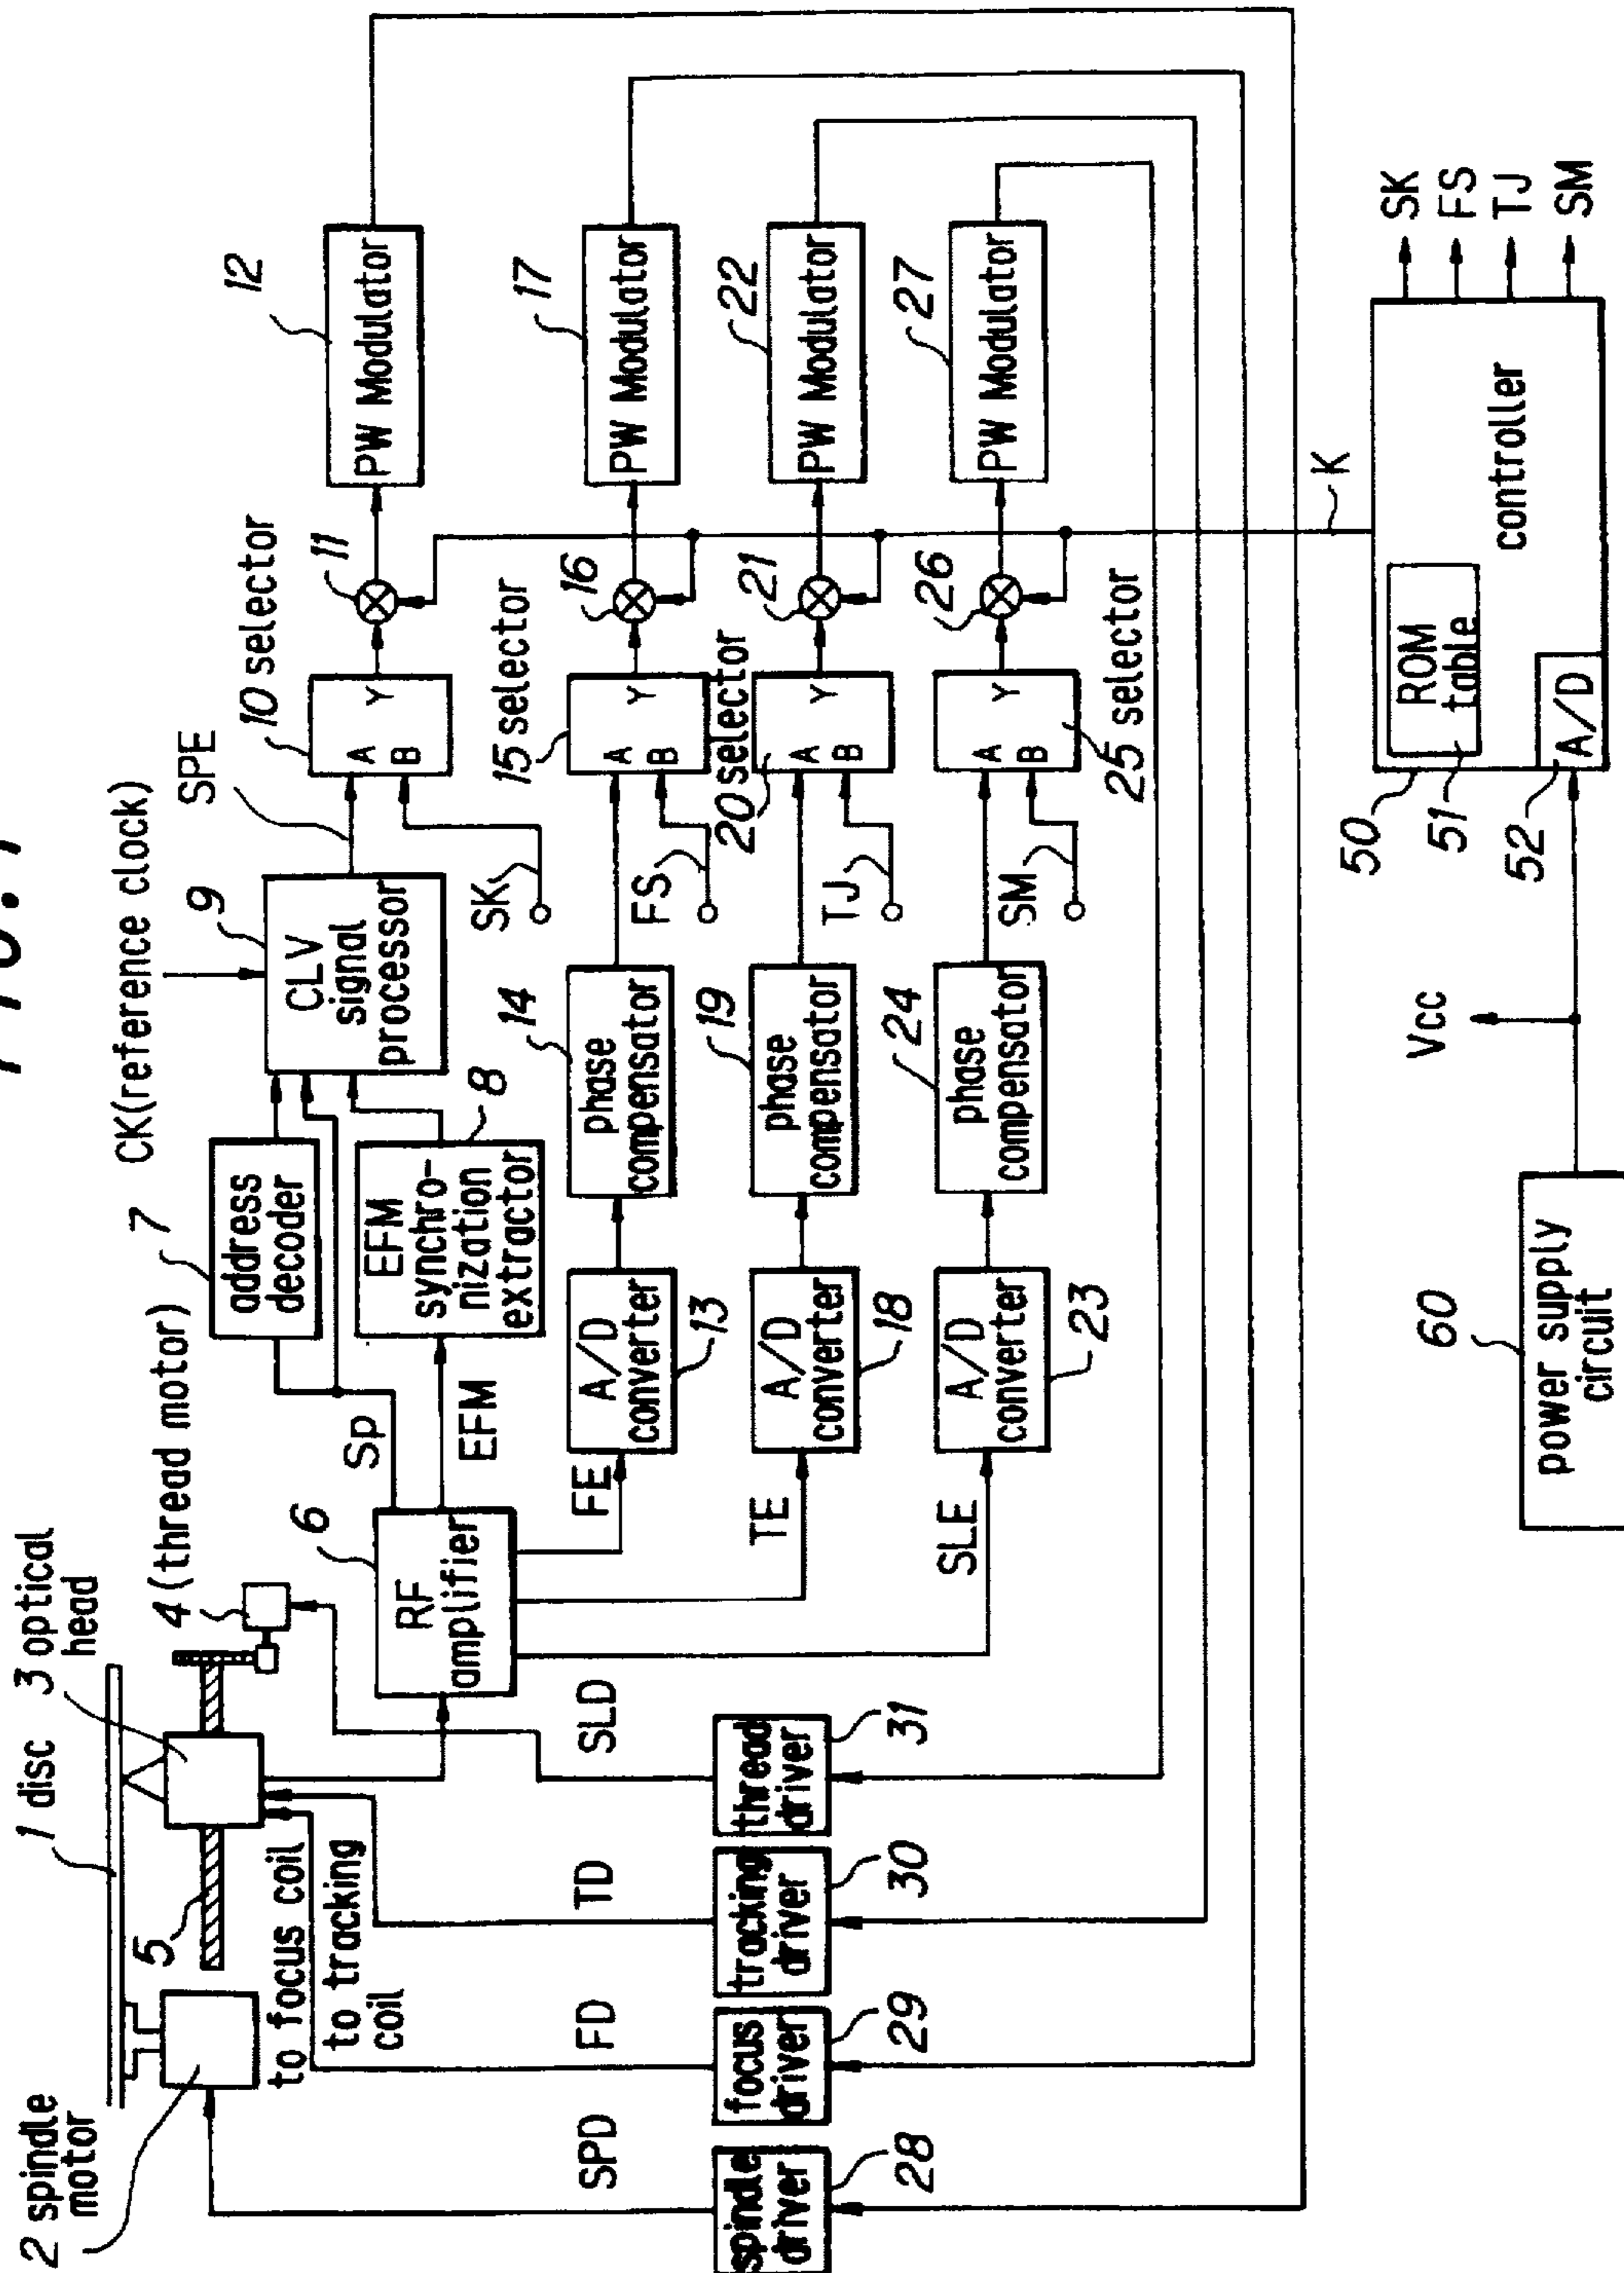 FIG. 1
2 spindle
motor
1 disc
3 optical
head
4 (thread motor)
5
to focus coil
to tracking
coil
6
RF
amplifier
Sp
EFM
FE
TE
SLE
7
address
decoder
EFM
synchro-
nization
extractor
8
CK(reference clock)
9
CLV
signal
processor
SPE
SK
10 selector
A
B
Y
11
12
PW Modulator
A/D
converter
13
14
phase
compensator
FS
15 selector
A
B
Y
16
17
PW Modulator
A/D
converter
18
19
phase
compensator
TJ
20 selector
A
B
Y
21
22
PW Modulator
A/D
converter
23
24
phase
compensator
SM
25 selector
A
B
Y
26
27
PW Modulator
SPD
FD
TD
SLD
spindle
driver
28
focus
driver
29
tracking
driver
30
thread
driver
31
60
power supply
circuit
Vcc
50
51
52
ROM
table
A/D
controller
K
SK
FS
TJ
SM